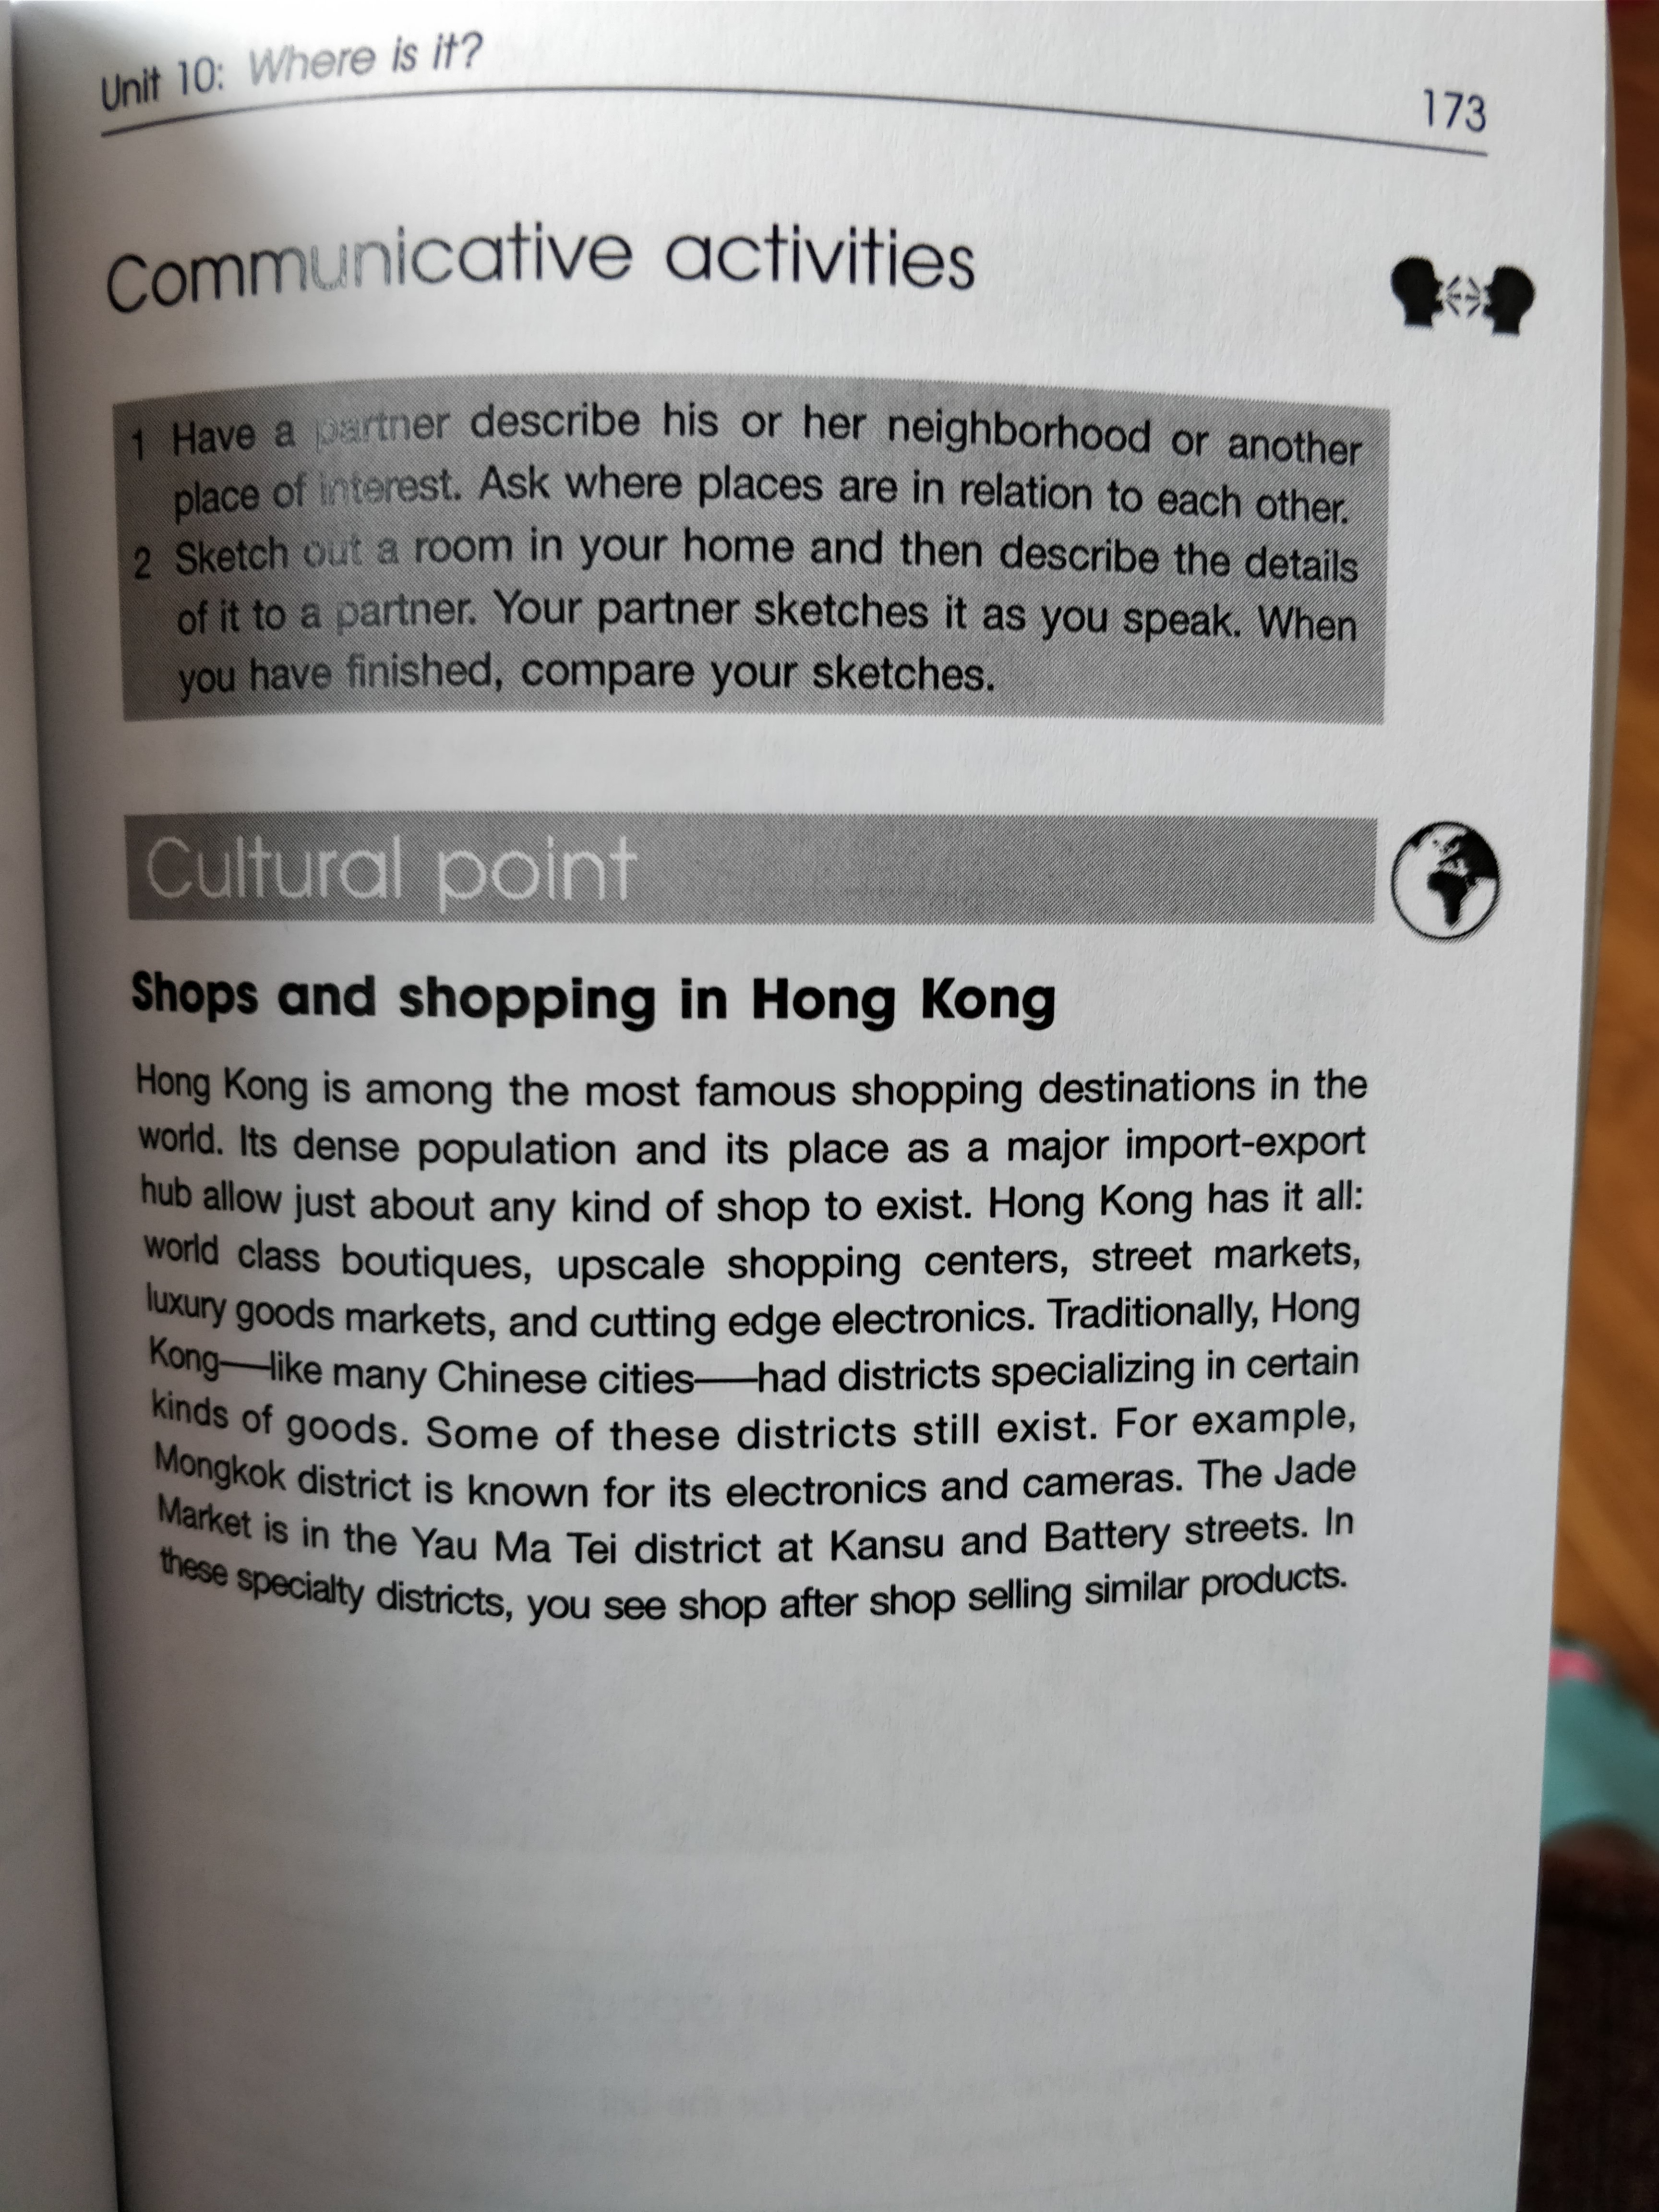 Unit 10: Where is it?
173
Communicative activities
1 Have a partner describe his or her neighborhood or another
place of interest. Ask where places are in relation to each other.
2 Sketch out a room in your home and then describe the details
of it to a partner. Your partner sketches it as you speak. When
you have finished, compare your sketches.
Cultural point
Shops and shopping in Hong Kong
Hong Kong is among the most famous shopping destinations in the
world. Its dense population and its place as a major import-export
hub allow just about any kind of shop to exist. Hong Kong has it all:
world class boutiques, upscale shopping centers, street markets,
luxury goods markets, and cutting edge electronics. Traditionally, Hong
Kong—like many Chinese cities—had districts specializing in certain
kinds of goods. Some of these districts still exist. For example,
Mongkok district is known for its electronics and cameras. The Jade
Market is in the Yau Ma Tei district at Kansu and Battery streets. In
these specialty districts, you see shop after shop selling similar products.